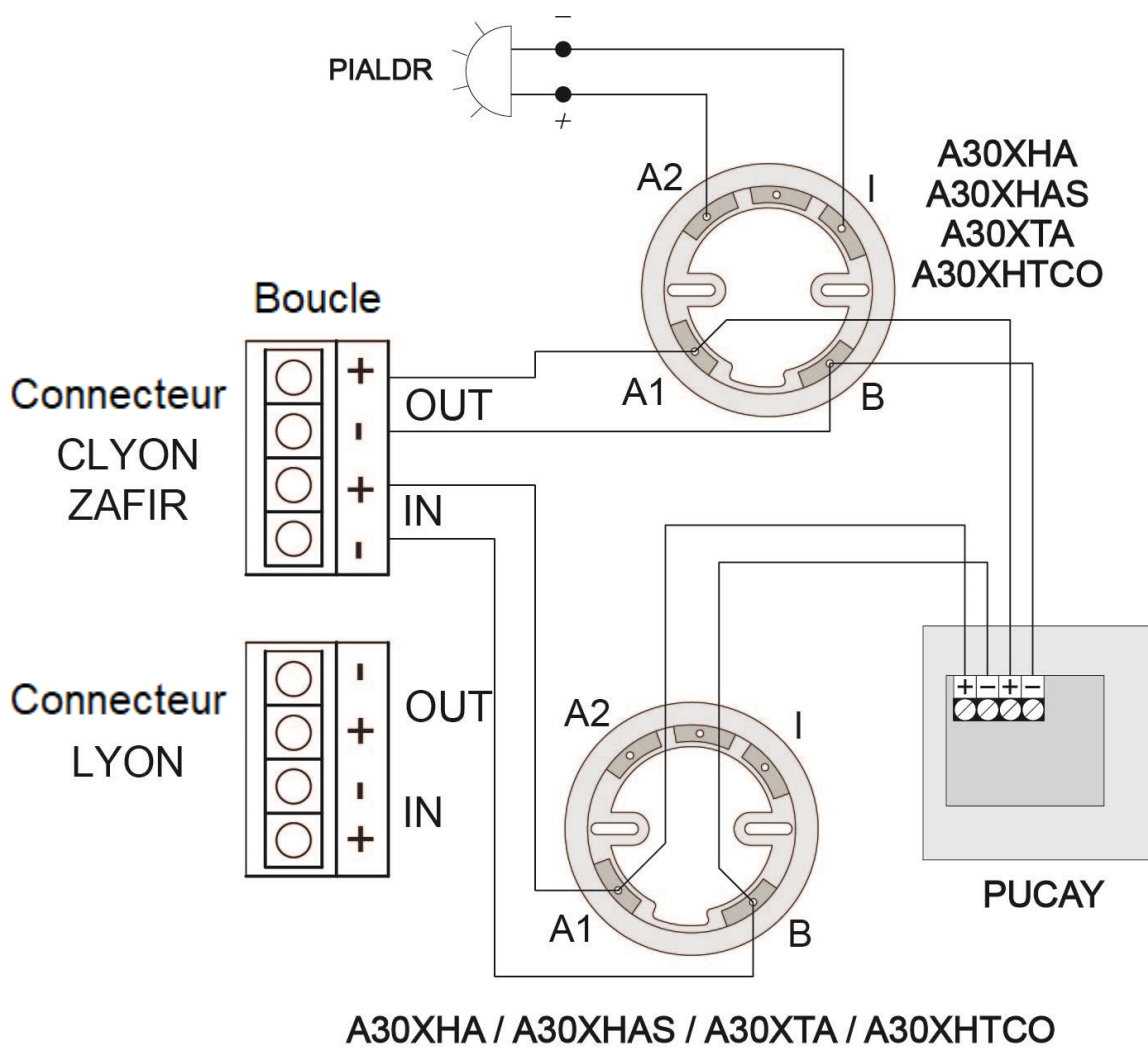 −
PIALDR
+
A2
I
A30XHA
A30XHAS
A30XTA
A30XHTCO
Boucle
Connecteur
CLYON
ZAFIR
+
-
+
-
OUT
IN
A1
B
Connecteur
LYON
-
+
-
+
OUT
IN
A2
I
A1
B
+ − + −
PUCAY
A30XHA / A30XHAS / A30XTA / A30XHTCO